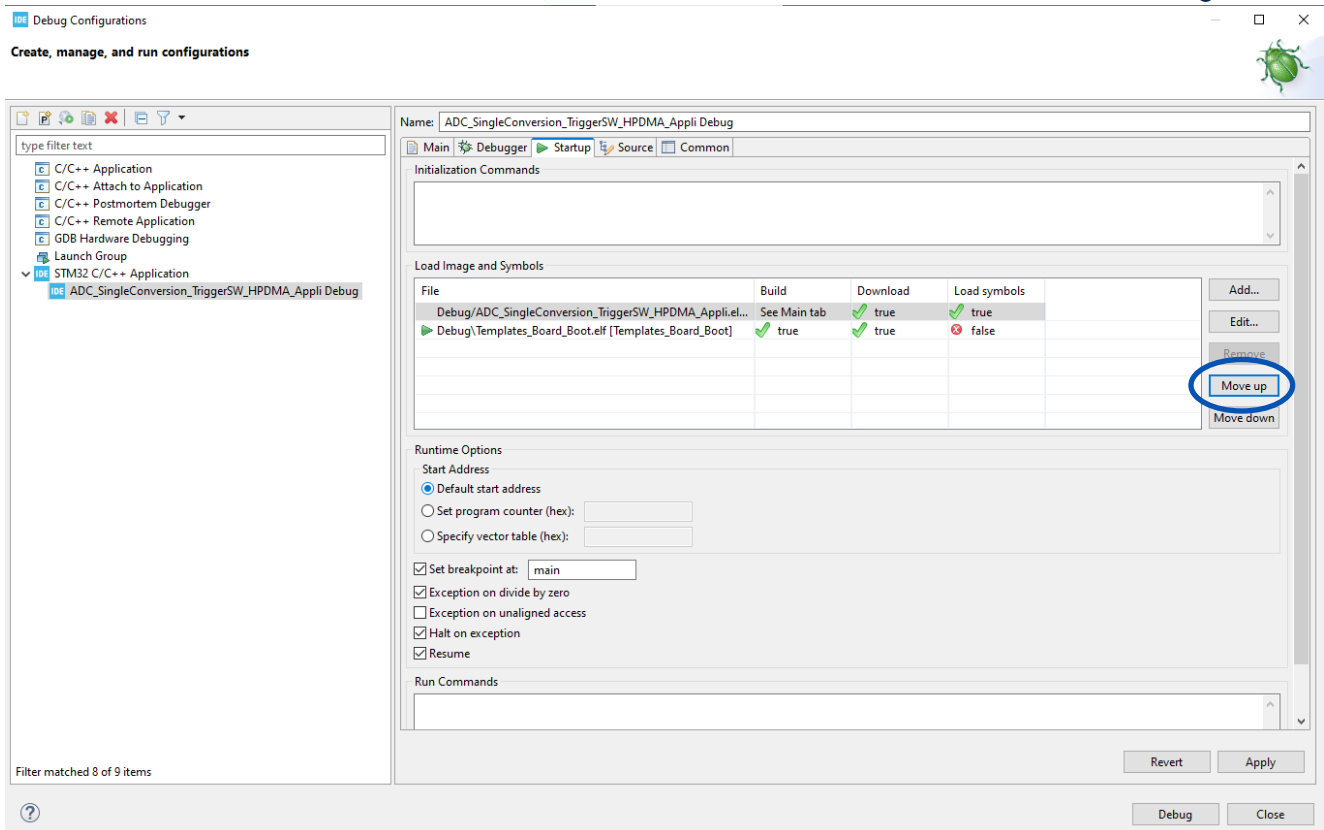 IDE Debug Configurations
Create, manage, and run configurations
type filter text
C/C++ Application
C/C++ Attach to Application
C/C++ Postmortem Debugger
C/C++ Remote Application
GDB Hardware Debugging
Launch Group
IDE STM32 C/C++ Application
IDE ADC_SingleConversion_TriggerSW_HPDMA_Appli Debug
Filter matched 8 of 9 items
Name: ADC_SingleConversion_TriggerSW_HPDMA_Appli Debug
Main Debugger Startup Source Common
Initialization Commands
Load Image and Symbols
File Build Download Load symbols
Debug/ADC_SingleConversion_TriggerSW_HPDMA_Appli.el... See Main tab true true
Debug\Templates_Board_Boot.elf [Templates_Board_Boot] true true false
Add...
Edit...
Remove
Move up
Move down
Runtime Options
Start Address
Default start address
Set program counter (hex):
Specify vector table (hex):
Set breakpoint at: main
Exception on divide by zero
Exception on unaligned access
Halt on exception
Resume
Run Commands
Revert Apply
Debug Close